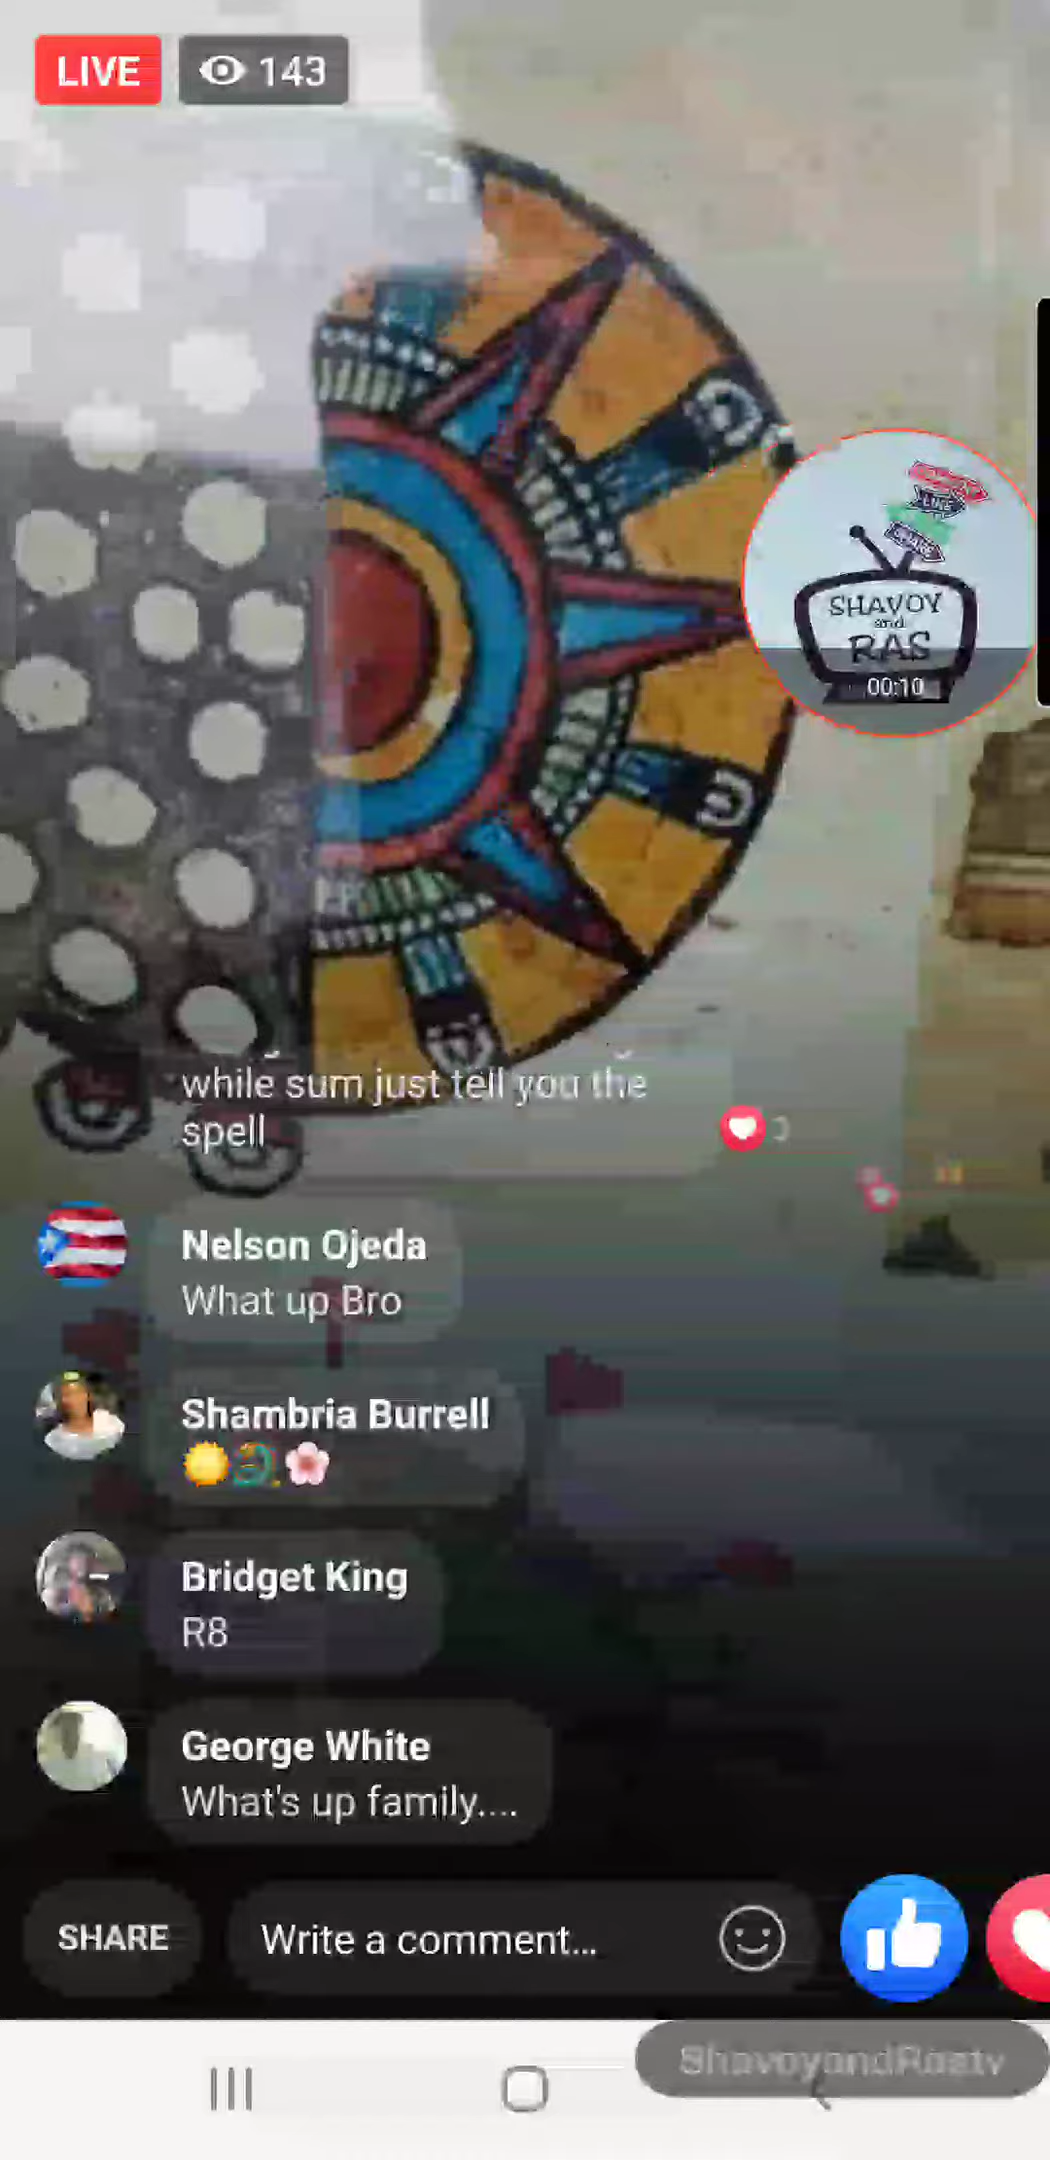 LIVE 143
SHAVOY
and
RAS
00:10
while sum just tell you the
spell
Nelson Ojeda
What up Bro
Shambria Burrell
🌞🧜🏽‍♀️🌸
Bridget King
R8
George White
What's up family....
SHARE
Write a comment...
ShavoyandRastv